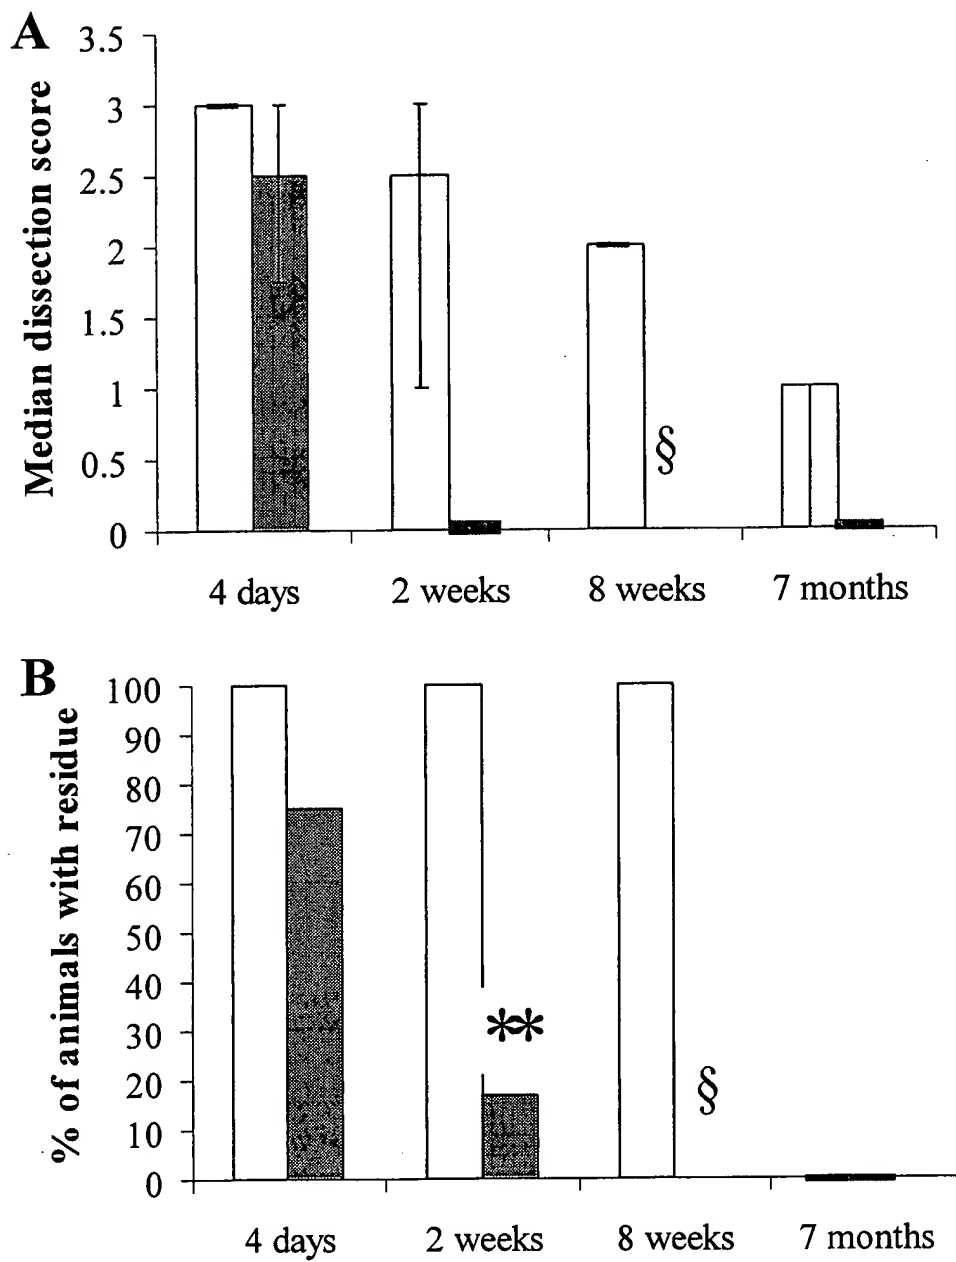 A
Median dissection score
3.5
3
2.5
2
1.5
1
0.5
0
§
4 days
2 weeks
8 weeks
7 months
B
% of animals with residue
100
90
80
70
60
50
40
30
20
10
0
**
§
4 days
2 weeks
8 weeks
7 months